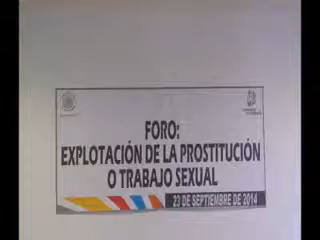 FORO:
EXPLOTACIÓN DE LA PROSTITUCIÓN
O TRABAJO SEXUAL
23 DE SEPTIEMBRE DE 2014